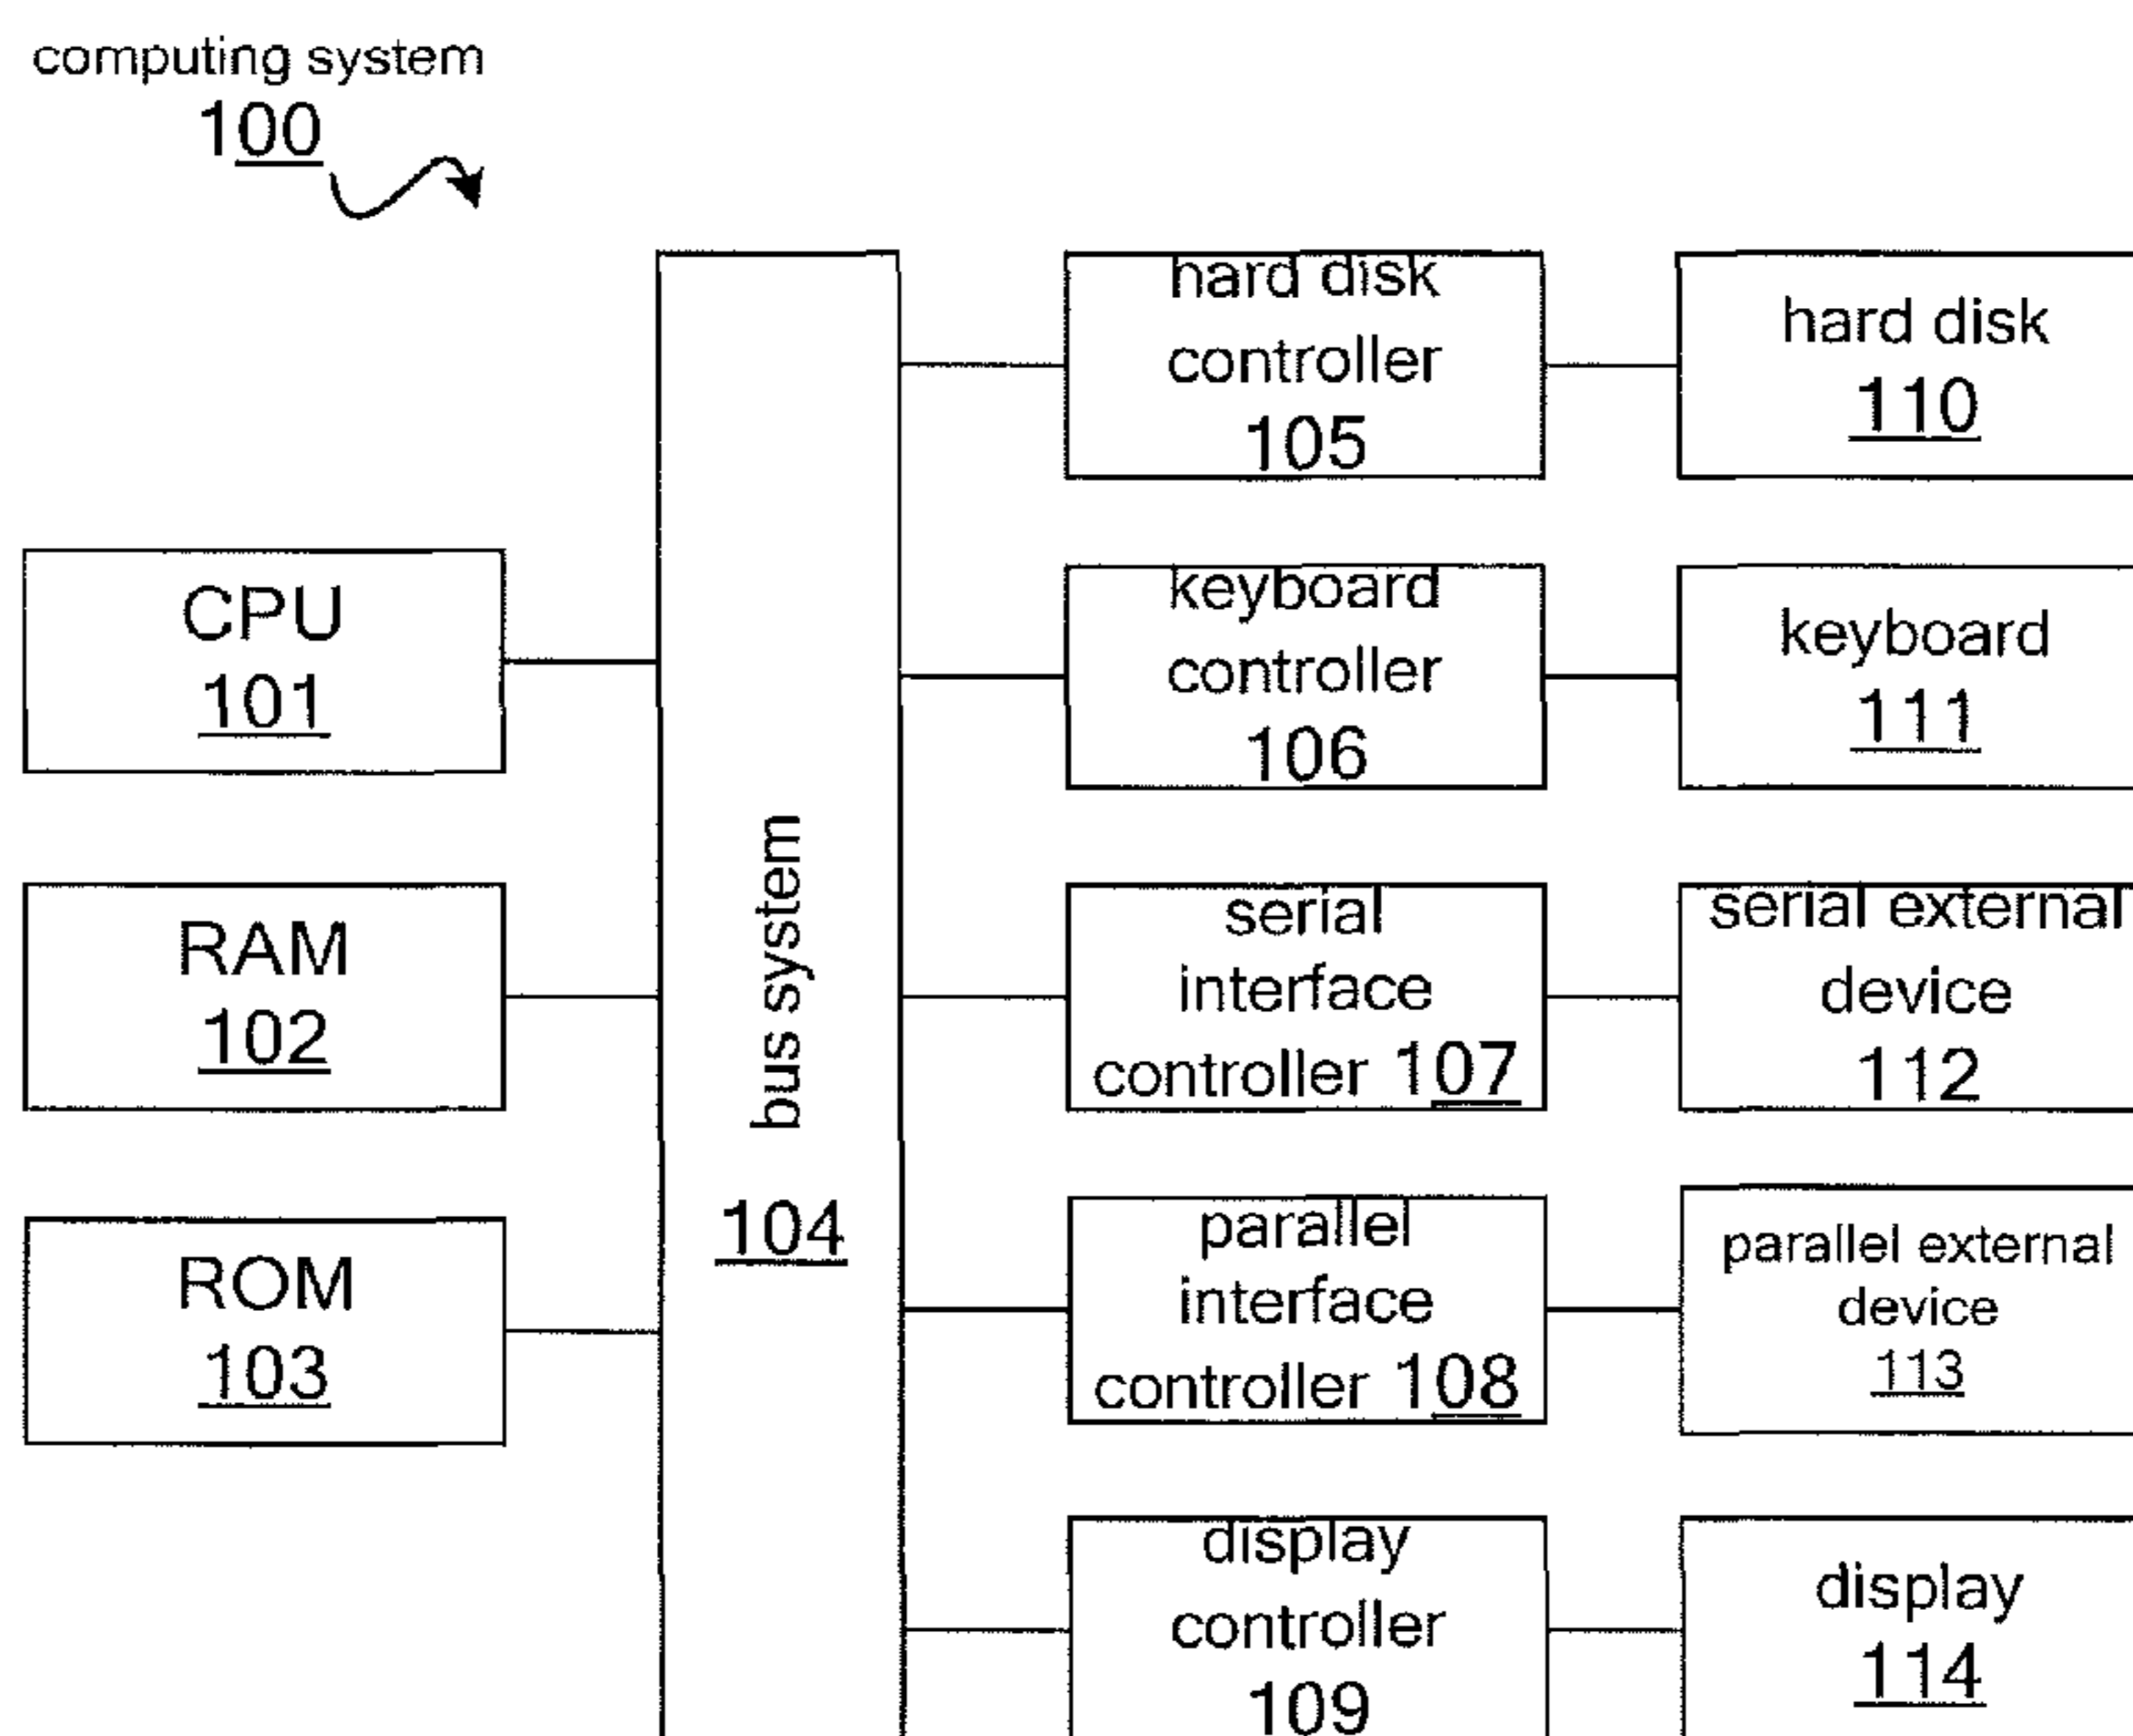 computing system
100
hard disk
controller
105
hard disk
110
CPU
101
keyboard
controller
106
keyboard
111
RAM
102
bus system
104
serial
interface
controller 107
serial external
device
112
ROM
103
parallel
interface
controller 108
parallel external
device
113
display
controller
109
display
114